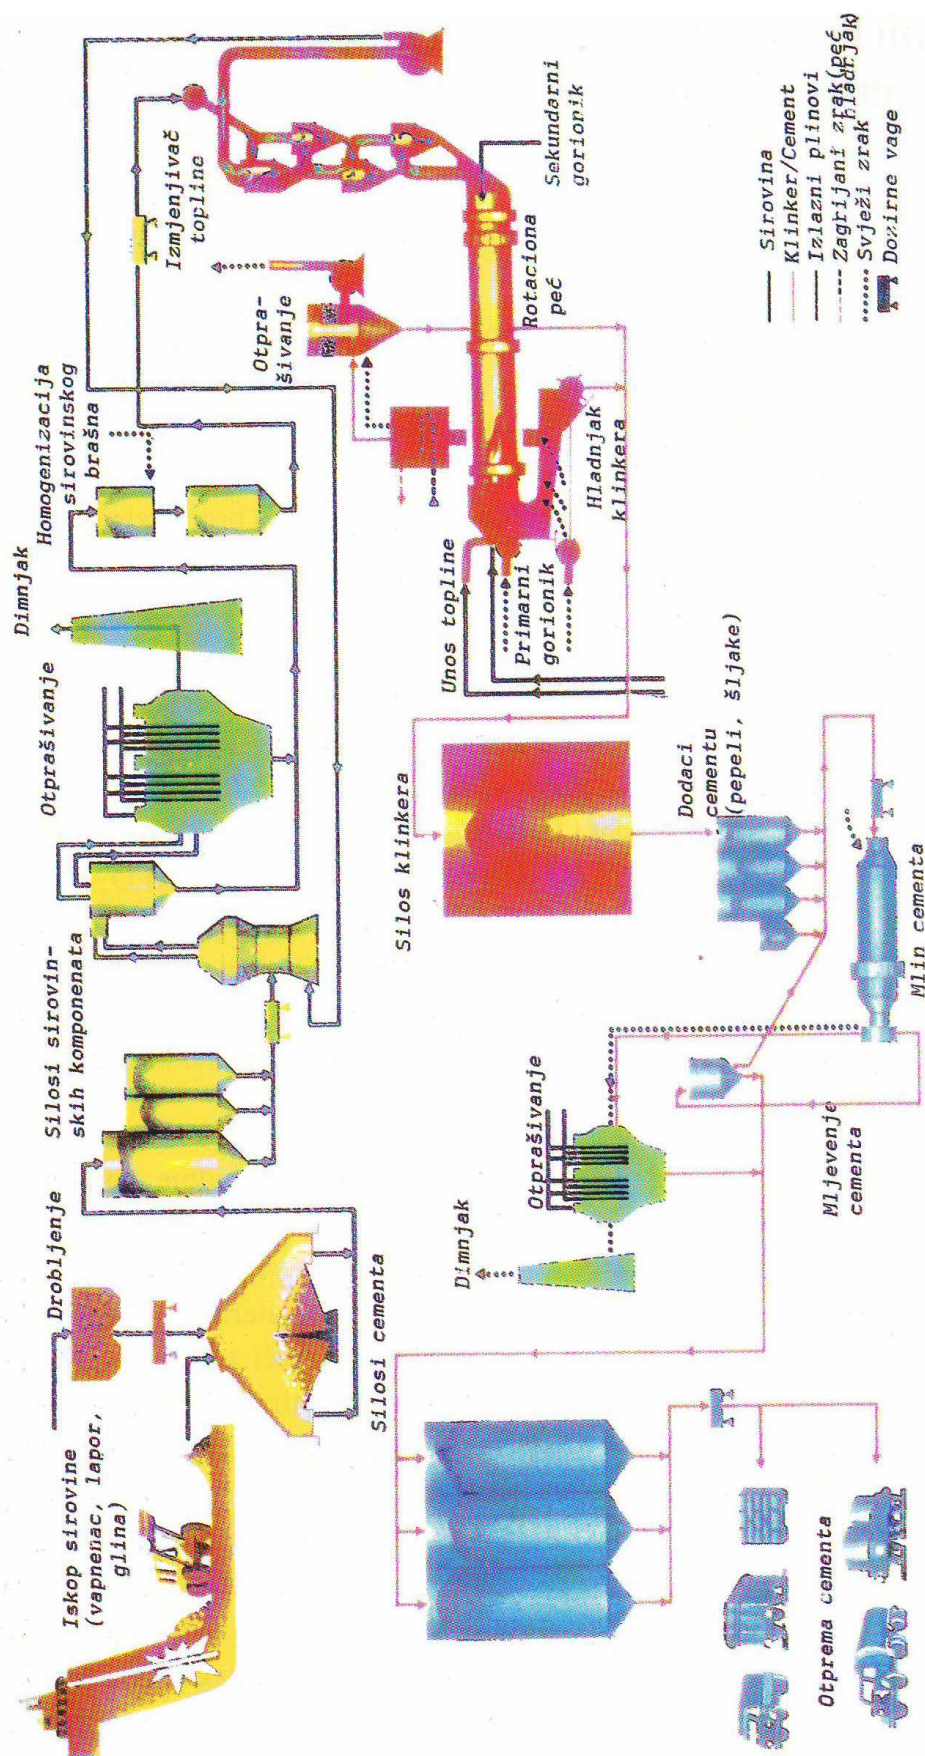 Iskop sirovine
(vapnenac, lapor,
glina)
Drobljenje
Silosi sirovin-
skih komponenata
Otprašivanje
Dimnjak
Homogenizacija
sirovinskog
brašna
Izmjenjivač
topline
Otpra-
šivanje
Sekundarni
gorionik
Rotaciona
peć
Unos topline
Primarni
gorionik
Hladnjak
klinkera
Silos klinkera
Dodaci
cementu
(pepeli, šljake)
Mlin cementa
Mljevenje
cementa
Otprašivanje
Dimnjak
Silosi cementa
Otprema cementa
Sirovina
Klinker/Cement
Izlazni plinovi
Zagrijani zrak(peć
hladnjak)
Svježi zrak
Dozirne vage